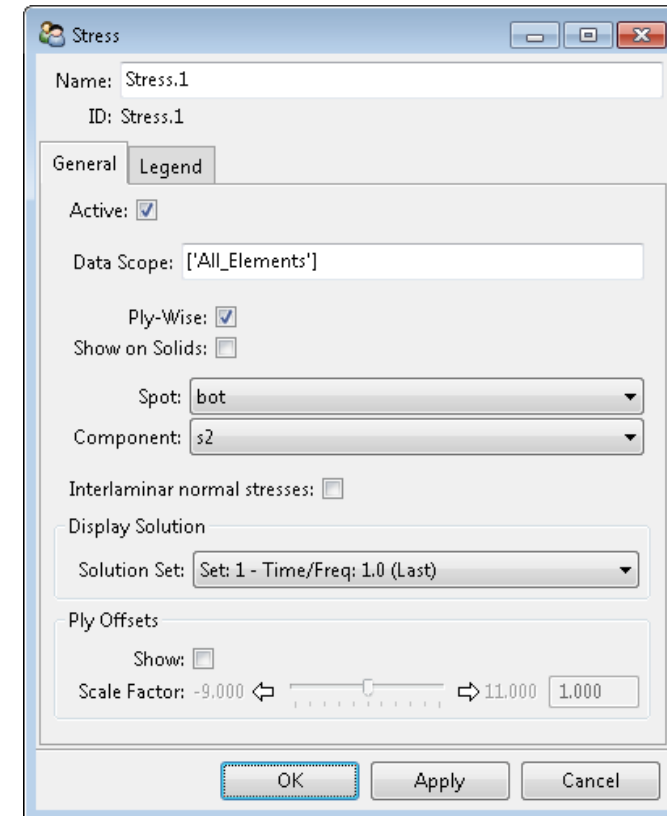 Stress
Name: Stress.1
ID: Stress.1
General Legend
Active:
Data Scope: ['All_Elements']
Ply-Wise:
Show on Solids:
Spot: bot
Component: s2
Interlaminar normal stresses:
Display Solution
Solution Set: Set: 1 - Time/Freq: 1.0 (Last)
Ply Offsets
Show:
Scale Factor: -9.000 11.000 1.000
OK Apply Cancel